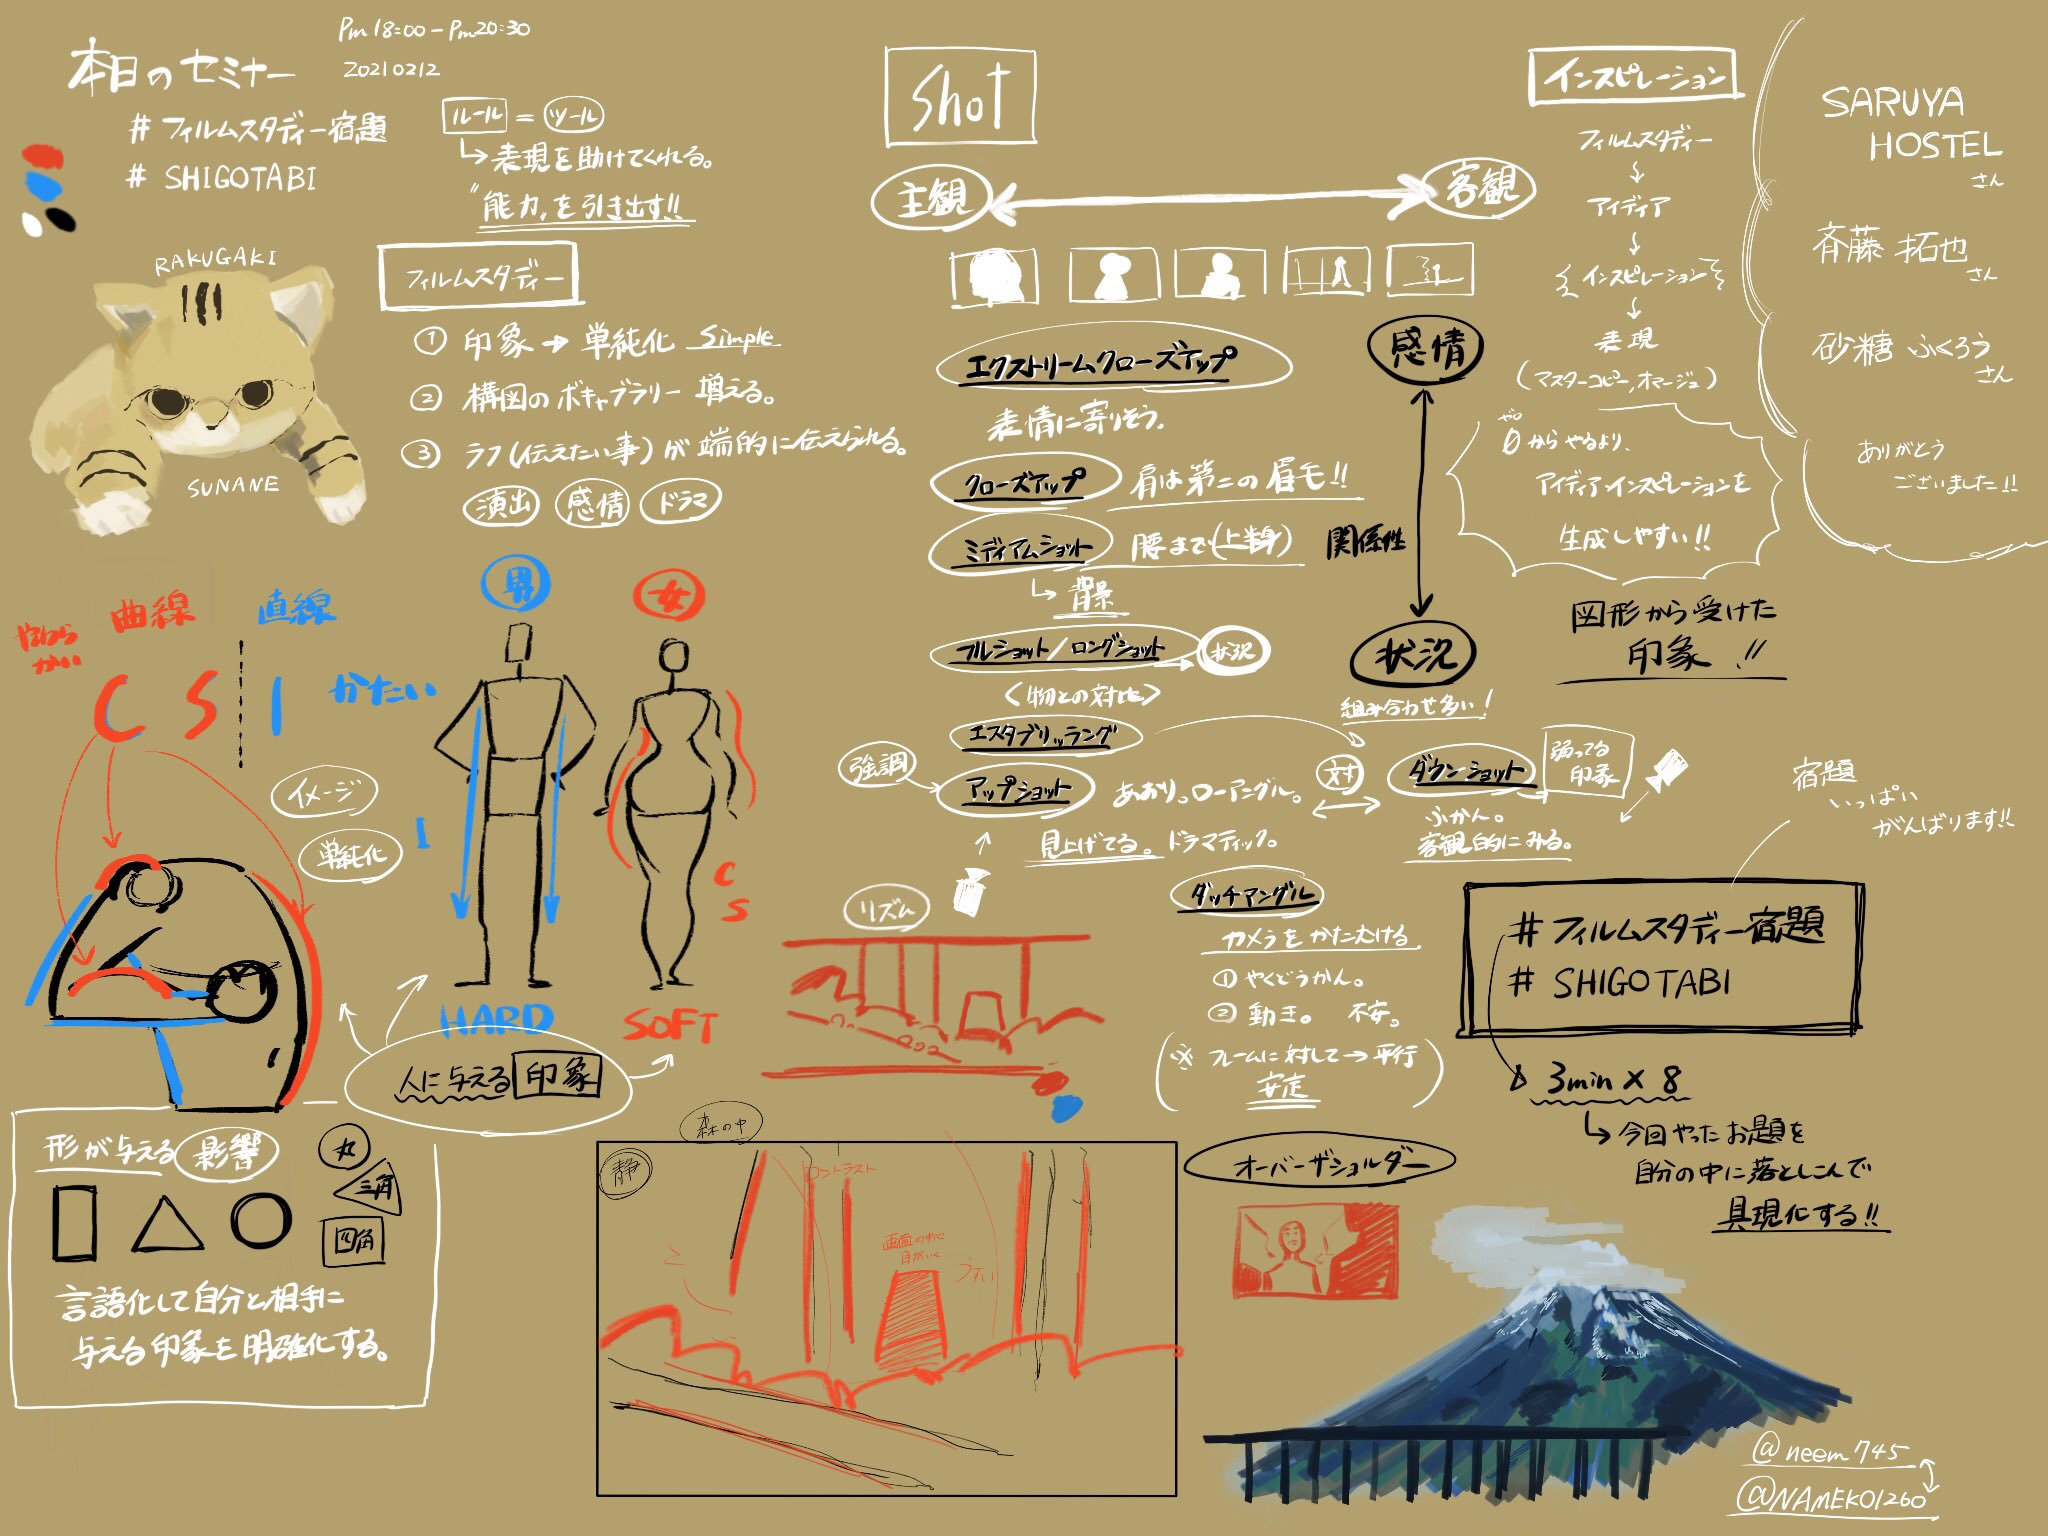 本日のセミナー
Pm 18:00 - Pm 20:30
20210212
# フィルムスタディー宿題
# SHIGOTABI
ルール = ツール
↳ 表現を助けてくれる。
"能力"を引き出す!!
RAKUGAKI
SUNANE
フィルムスタディー
① 印象 → 単純化 Simple
② 構図のボキャブラリー 増える。
③ ラフ(伝えたい事)が端的に伝えられる。
演出 感情 ドラマ
曲線
直線
やわらかい
C S I
かたい
イメージ
単純化
I
男
女
C
S
HARD
SOFT
人に与える印象
形が与える影響
丸
三角
四角
言語化して自分と相手に
与える印象を明確化する。
Shot
主観
客観
エクストリームクローズアップ
表情に寄りそう。
クローズアップ
肩は第二の眉毛!!
ミディアムショット
腰まで(上半身)
↳ 背景
フルショット/ロングショット → 状況
<物との対比>
エスタブリッシング
強調
アップショット
あおり。ローアングル。
見上げてる。ドラマティック。
対
ダウンショット
弱ってる
印象
ふかん。
客観的にみる。
感情
関係性
状況
組み合わせ多い!
ダッチアングル
カメラをかたむける
① やくどうかん。
② 動き。 不安。
(※ フレームに対して→平行
安定)
リズム
森の中
静
コントラスト
画面の中心
目がいく
うすい
オーバーザショルダー
インスピレーション
フィルムスタディー
↓
アイディア
↓
インスピレーション
↓
表現
(マスターコピー, オマージュ)
ゼロ
0からやるより、
アイディア・インスピレーションを
生成しやすい!!
図形から受けた
印象!!
SARUYA
HOSTEL
さん
斉藤 拓也
さん
砂糖 ふくろう
さん
ありがとう
ございました!!
宿題
いっぱい
がんばります!!
# フィルムスタディー宿題
# SHIGOTABI
3min × 8
↳ 今回やったお題を
自分の中に落としこんで
具現化する!!
@neem745
@NAMEKO1260